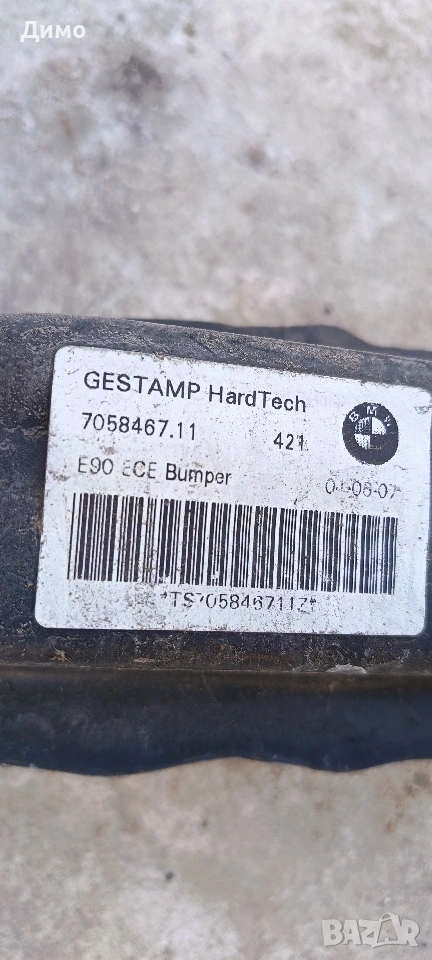 Димо
GESTAMP HardTech
7058467.11 421
BMW
E90 ECE Bumper 04-06-07
*TS705846711Z*
BAZAR